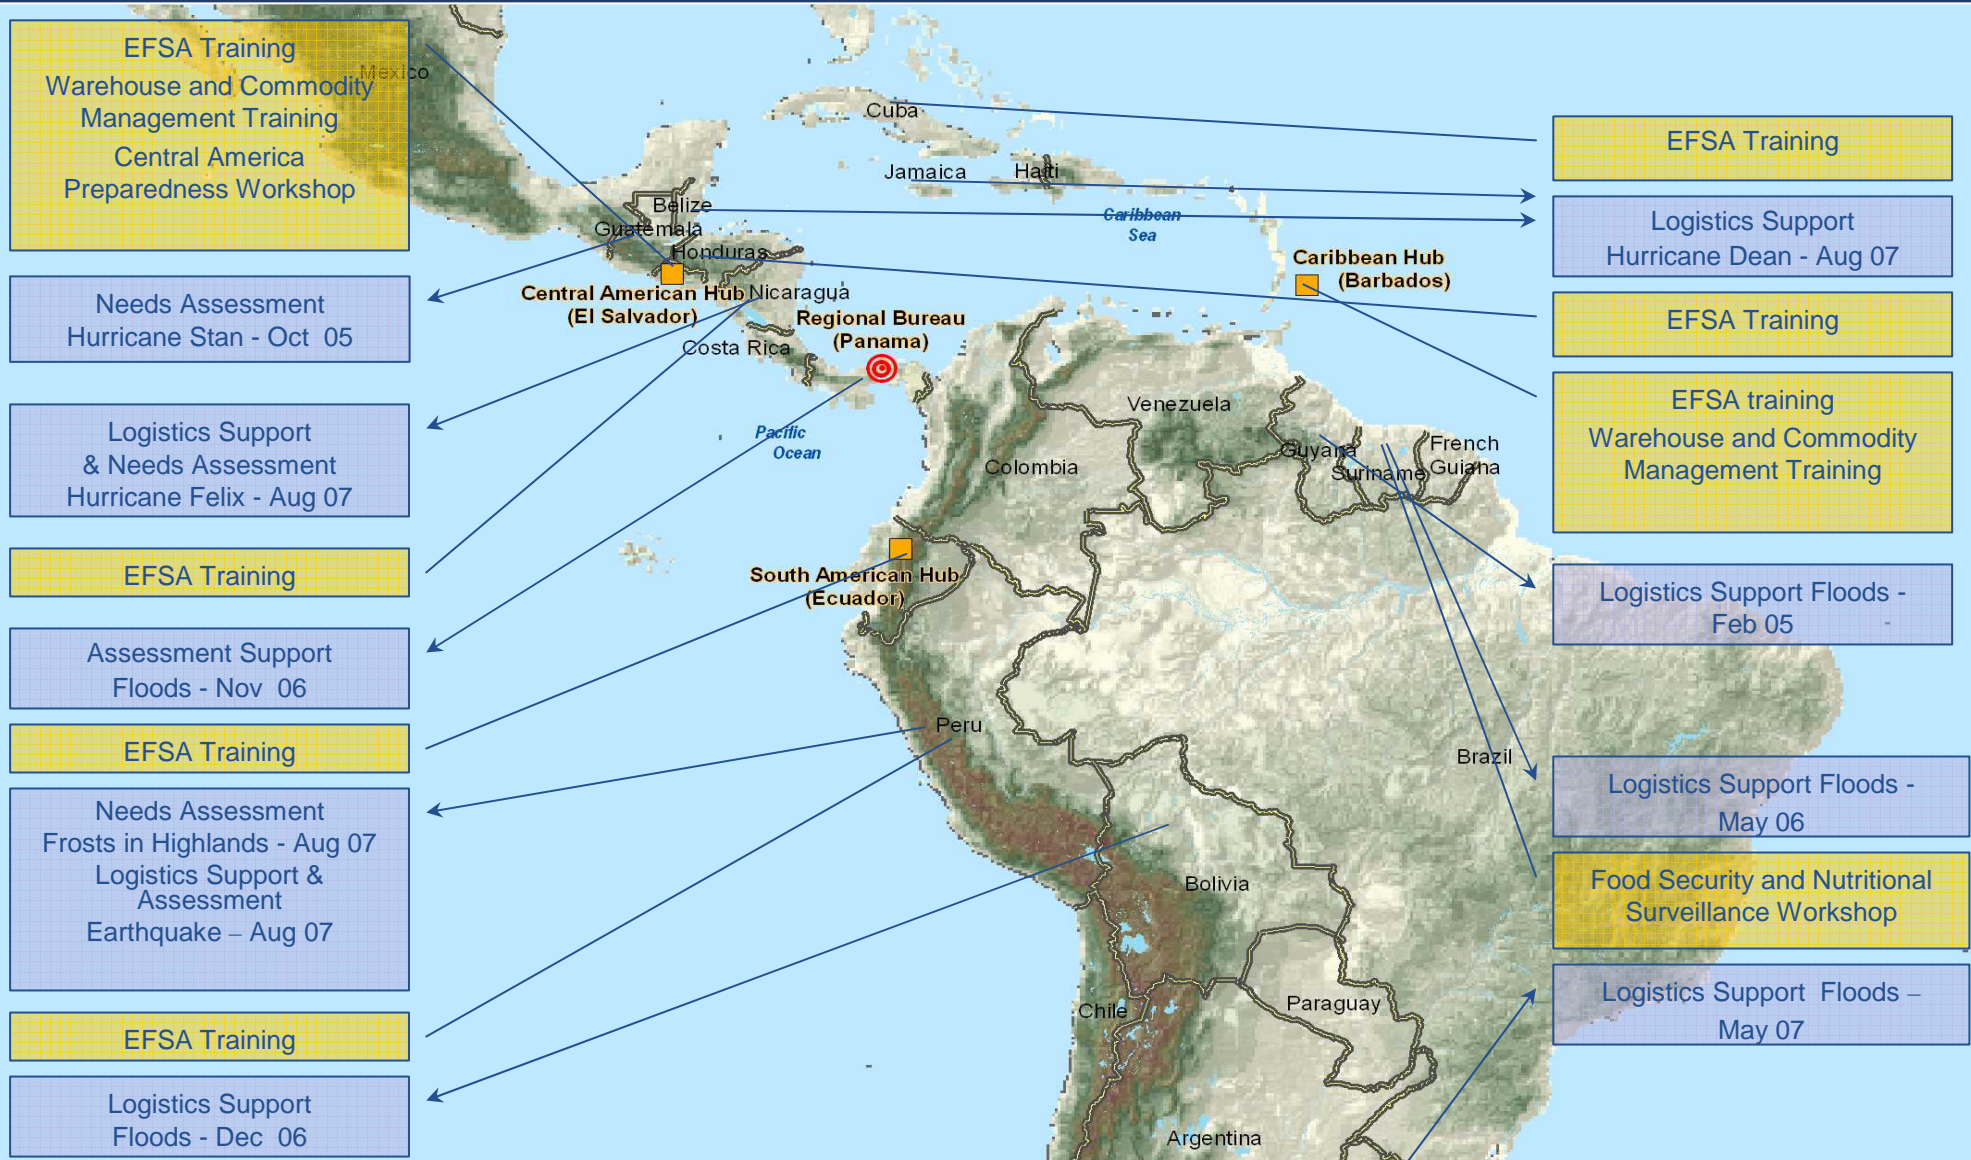 EFSA Training
Warehouse and Commodity
Management Training
Central America
Preparedness Workshop
Needs Assessment
Hurricane Stan - Oct 05
Logistics Support
& Needs Assessment
Hurricane Felix - Aug 07
EFSA Training
Assessment Support
Floods - Nov 06
EFSA Training
Needs Assessment
Frosts in Highlands - Aug 07
Logistics Support &
Assessment
Earthquake – Aug 07
EFSA Training
Logistics Support
Floods - Dec 06
Mexico
Cuba
Jamaica
Haiti
Belize
Guatemala
Honduras
Caribbean
Sea
Central American Hub
(El Salvador)
Nicaragua
Costa Rica
Regional Bureau
(Panama)
Caribbean Hub
(Barbados)
Pacific
Ocean
Venezuela
Colombia
Guyana
Suriname
French
Guiana
South American Hub
(Ecuador)
Peru
Brazil
Bolivia
Paraguay
Chile
Argentina
EFSA Training
Logistics Support
Hurricane Dean - Aug 07
EFSA Training
EFSA training
Warehouse and Commodity
Management Training
Logistics Support Floods -
Feb 05
Logistics Support Floods -
May 06
Food Security and Nutritional
Surveillance Workshop
Logistics Support Floods –
May 07